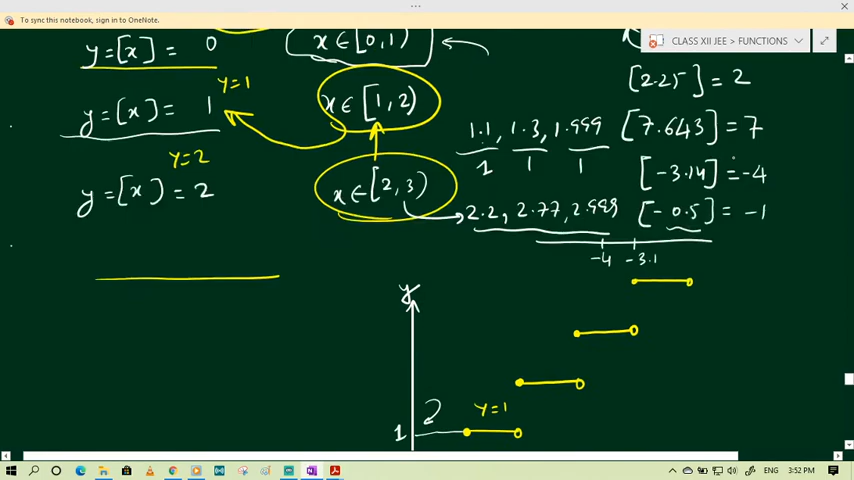 To sync this notebook, sign in to OneNote.
CLASS XII JEE > FUNCTIONS
y=[x] = 0
x∈[0,1)
y=1
y=[x] = 1
x∈[1,2)
y=2
y=[x] = 2
x∈[2,3)
1.1, 1.3, 1.999
1 1 1
2.2, 2.77, 2.999
[2.25] = 2
[7.643] = 7
[-3.14] = -4
[-0.5] = -1
-4 -3.1
y
2
y=1
1
ENG 3:52 PM